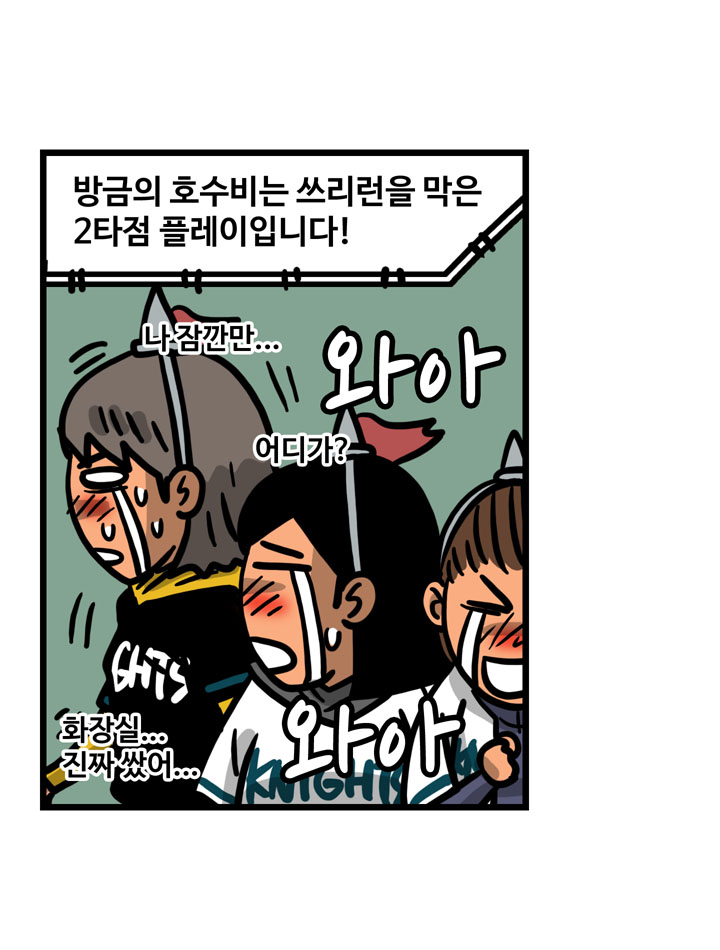 방금의 호수비는 쓰리런을 막은
2타점 플레이입니다!
나 잠깐만...
와아
어디가?
GHTS
화장실...
진짜 쌌어...
와아
KNIGHTS